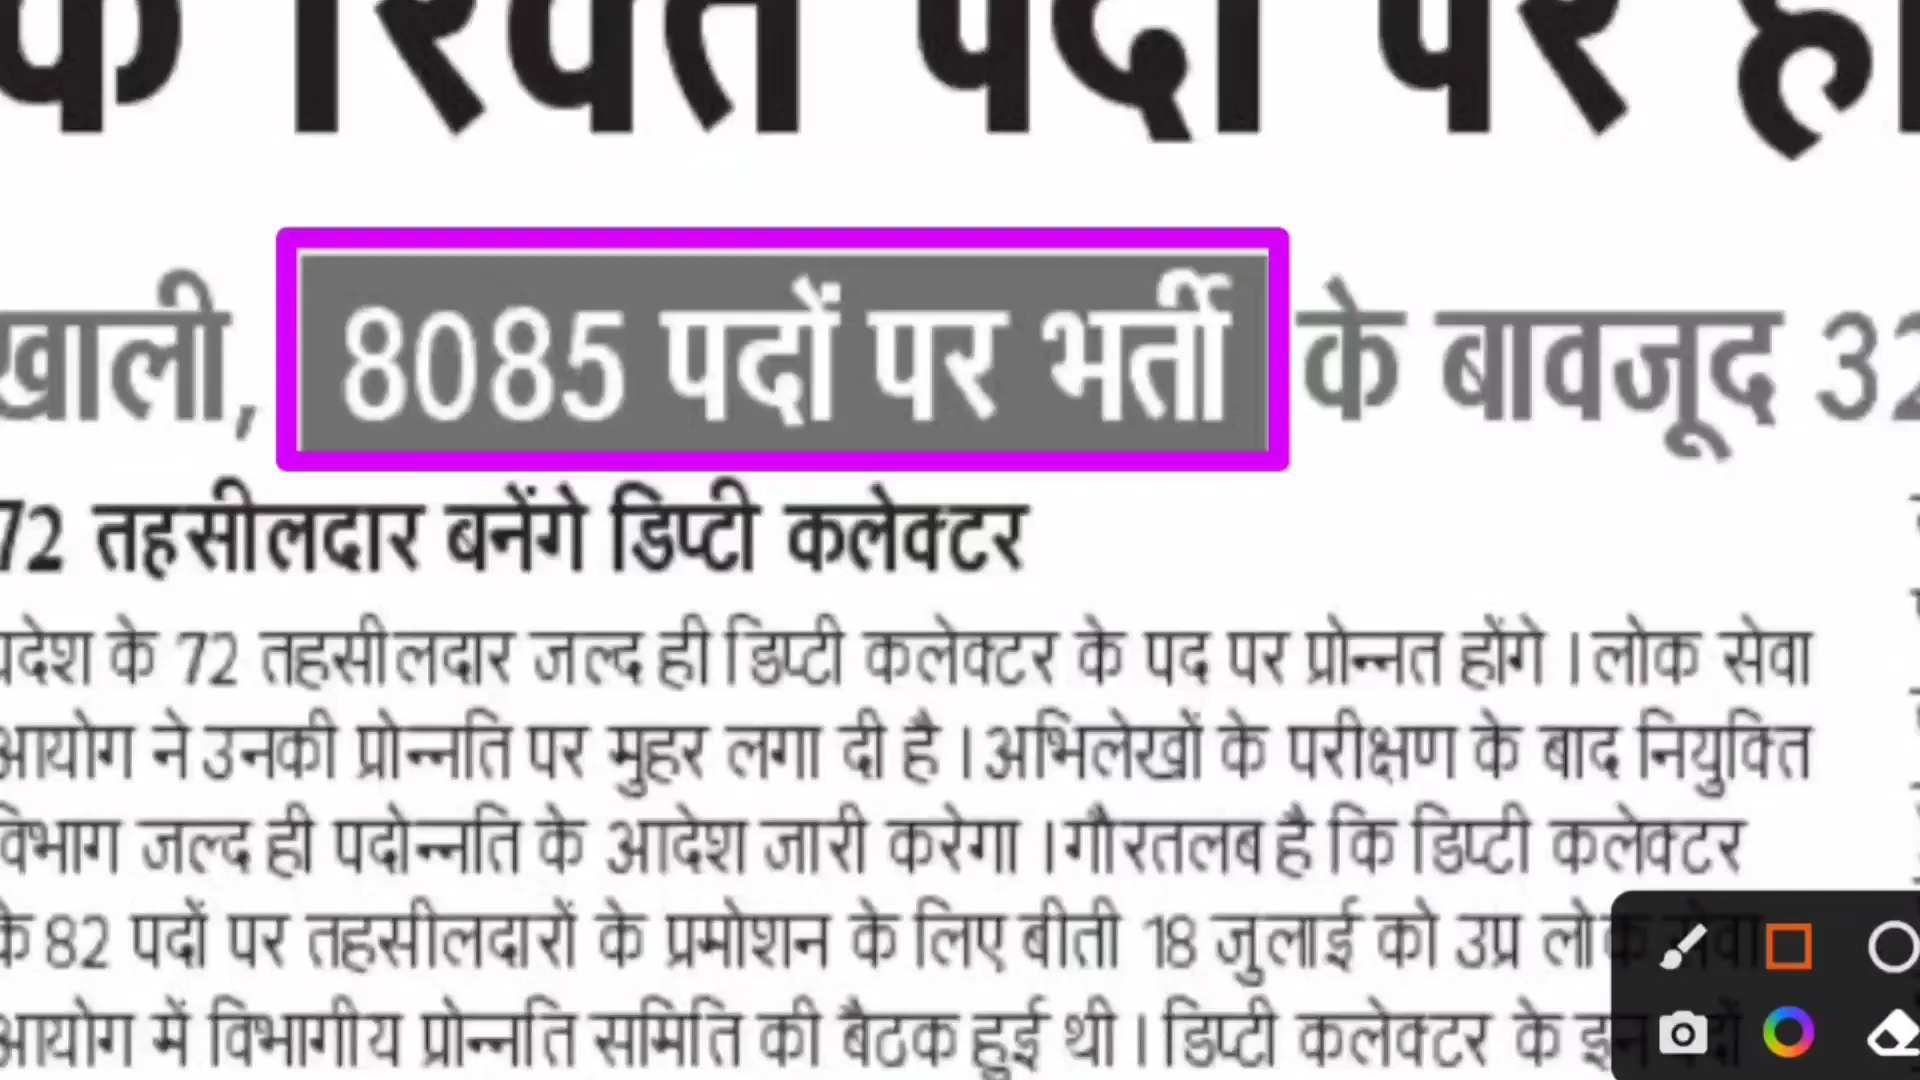 के रिक्त पदों पर
खाली, 8085 पदों पर भर्ती के बावजूद 32
72 तहसीलदार बनेंगे डिप्टी कलेक्टर
प्रदेश के 72 तहसीलदार जल्द ही डिप्टी कलेक्टर के पद पर प्रोन्नत होंगे । लोक सेवा
आयोग ने उनकी प्रोन्नति पर मुहर लगा दी है । अभिलेखों के परीक्षण के बाद नियुक्ति
विभाग जल्द ही पदोन्नति के आदेश जारी करेगा । गौरतलब है कि डिप्टी कलेक्टर
के 82 पदों पर तहसीलदारों के प्रमोशन के लिए बीती 18 जुलाई को उप्र लोक सेवा
आयोग में विभागीय प्रोन्नति समिति की बैठक हुई थी । डिप्टी कलेक्टर के इन पदों